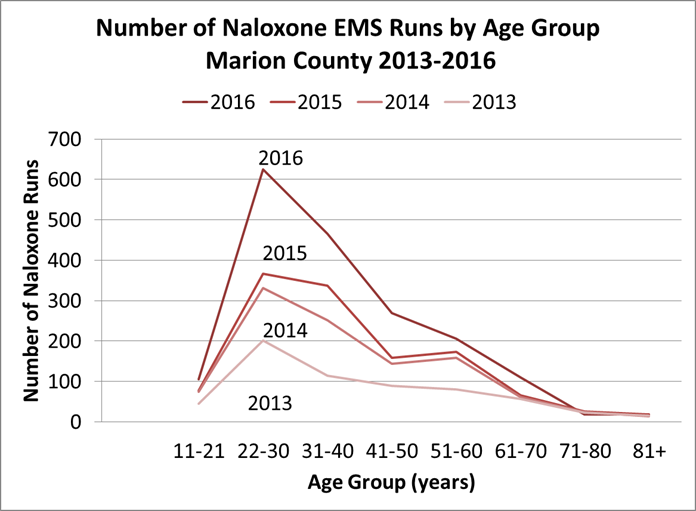 Number of Naloxone EMS Runs by Age Group
Marion County 2013-2016
2016 2015 2014 2013
Number of Naloxone Runs
700
600
500
400
300
200
100
0
2016
2015
2014
2013
11-21 22-30 31-40 41-50 51-60 61-70 71-80 81+
Age Group (years)